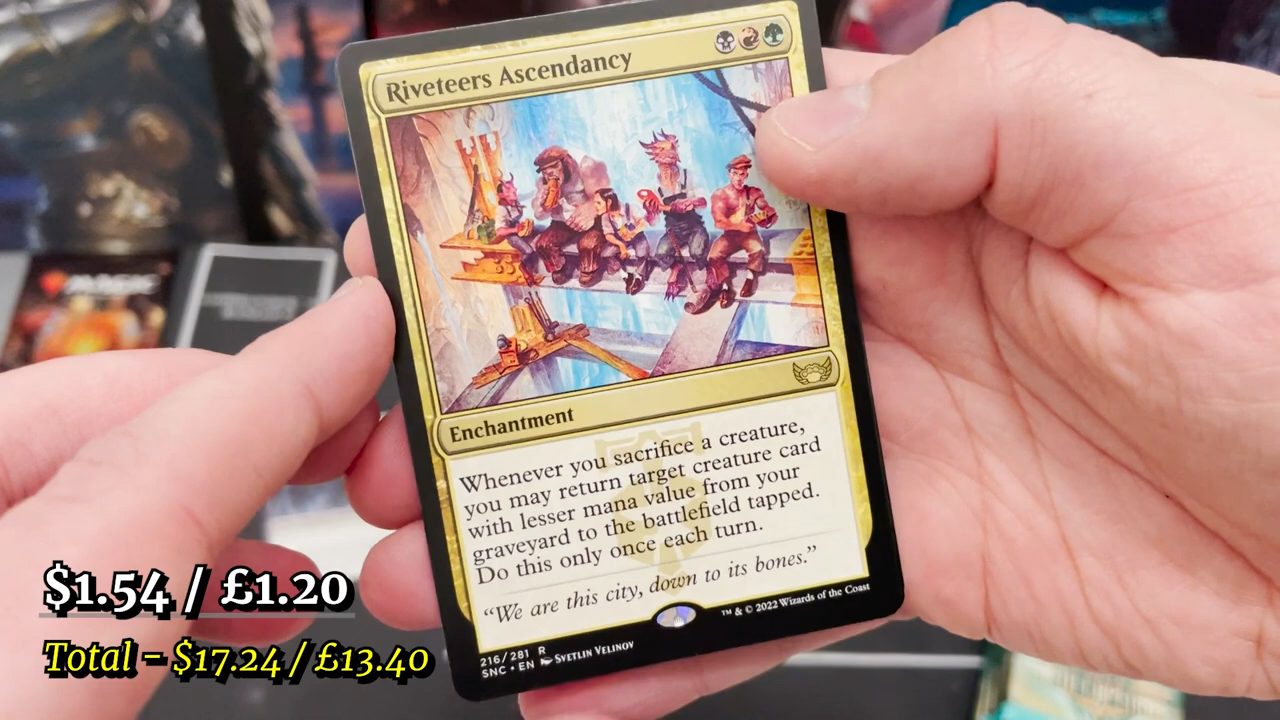 Riveteers Ascendancy
Enchantment
Whenever you sacrifice a creature,
you may return target creature card
with lesser mana value from your
graveyard to the battlefield tapped.
Do this only once each turn.
“We are this city, down to its bones.”
216/281 R
SNC • EN SVETLIN VELINOV
™ & © 2022 Wizards of the Coast
MAGIC
$1.54 / £1.20
Total - $17.24 / £13.40